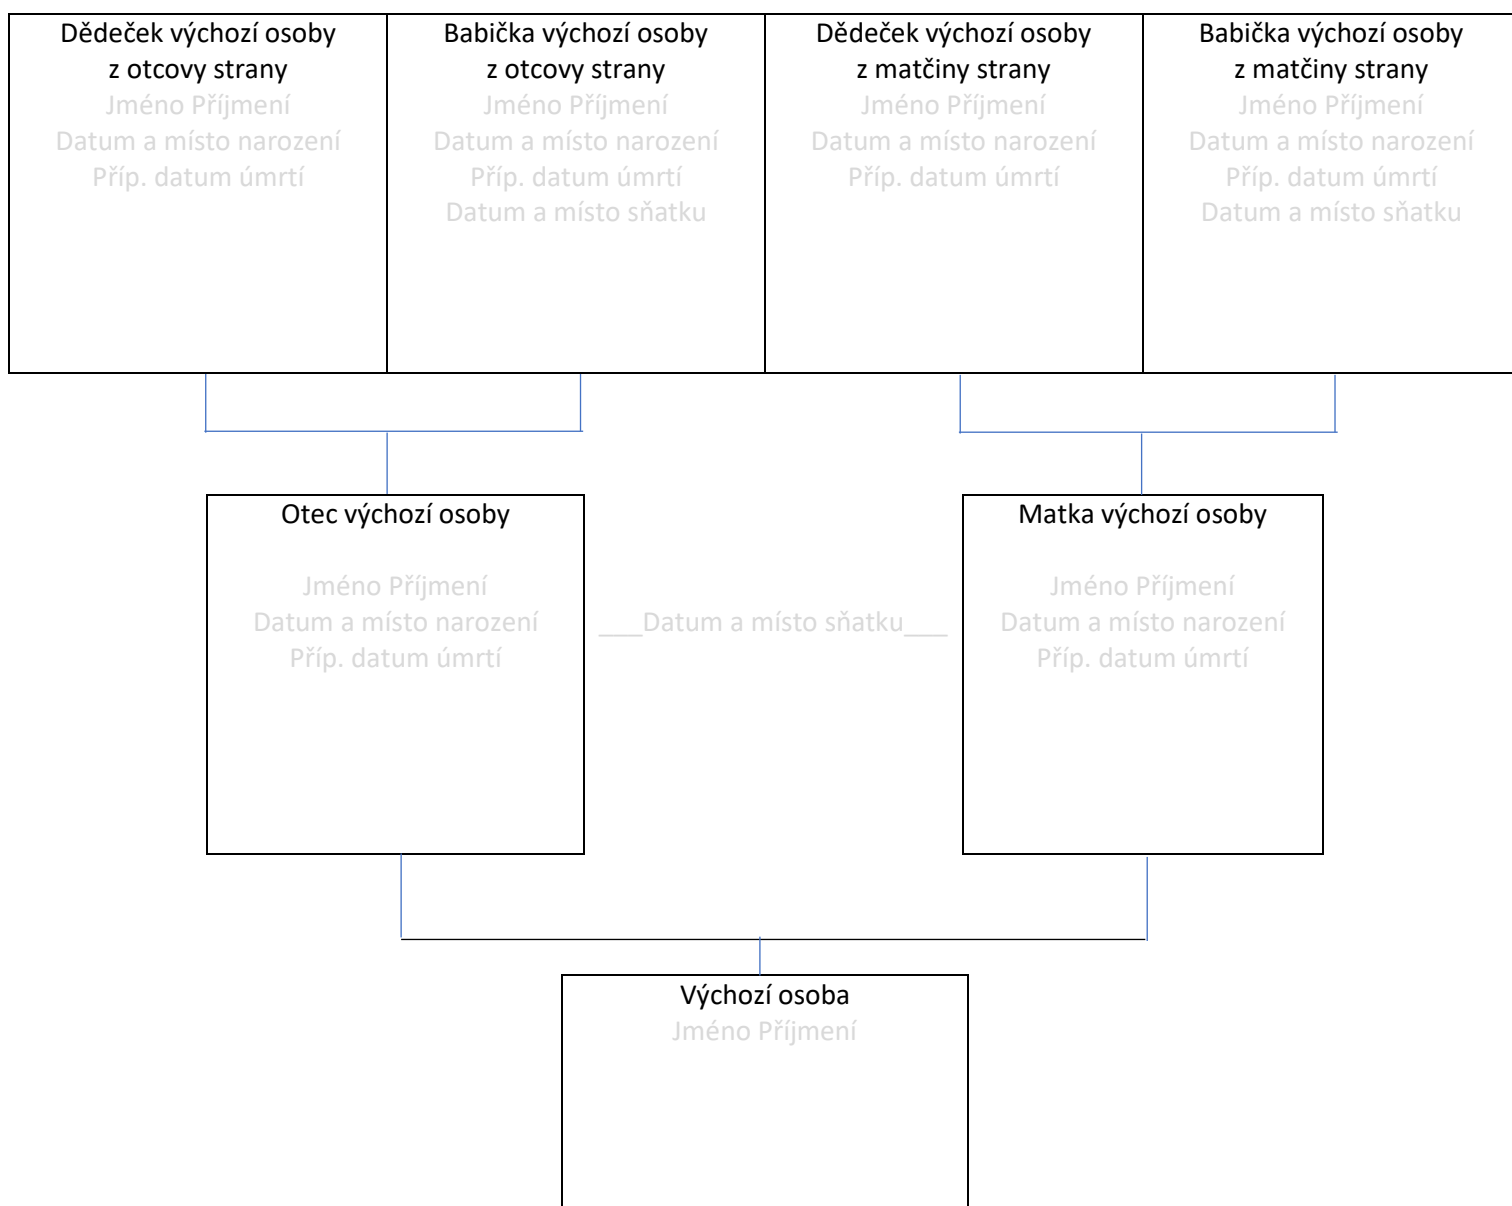 Dědeček výchozí osoby
z otcovy strany
Jméno Příjmení
Datum a místo narození
Příp. datum úmrtí
Babička výchozí osoby
z otcovy strany
Jméno Příjmení
Datum a místo narození
Příp. datum úmrtí
Datum a místo sňatku
Dědeček výchozí osoby
z matčiny strany
Jméno Příjmení
Datum a místo narození
Příp. datum úmrtí
Babička výchozí osoby
z matčiny strany
Jméno Příjmení
Datum a místo narození
Příp. datum úmrtí
Datum a místo sňatku
Otec výchozí osoby
Jméno Příjmení
Datum a místo narození
Příp. datum úmrtí
___Datum a místo sňatku___
Matka výchozí osoby
Jméno Příjmení
Datum a místo narození
Příp. datum úmrtí
Výchozí osoba
Jméno Příjmení